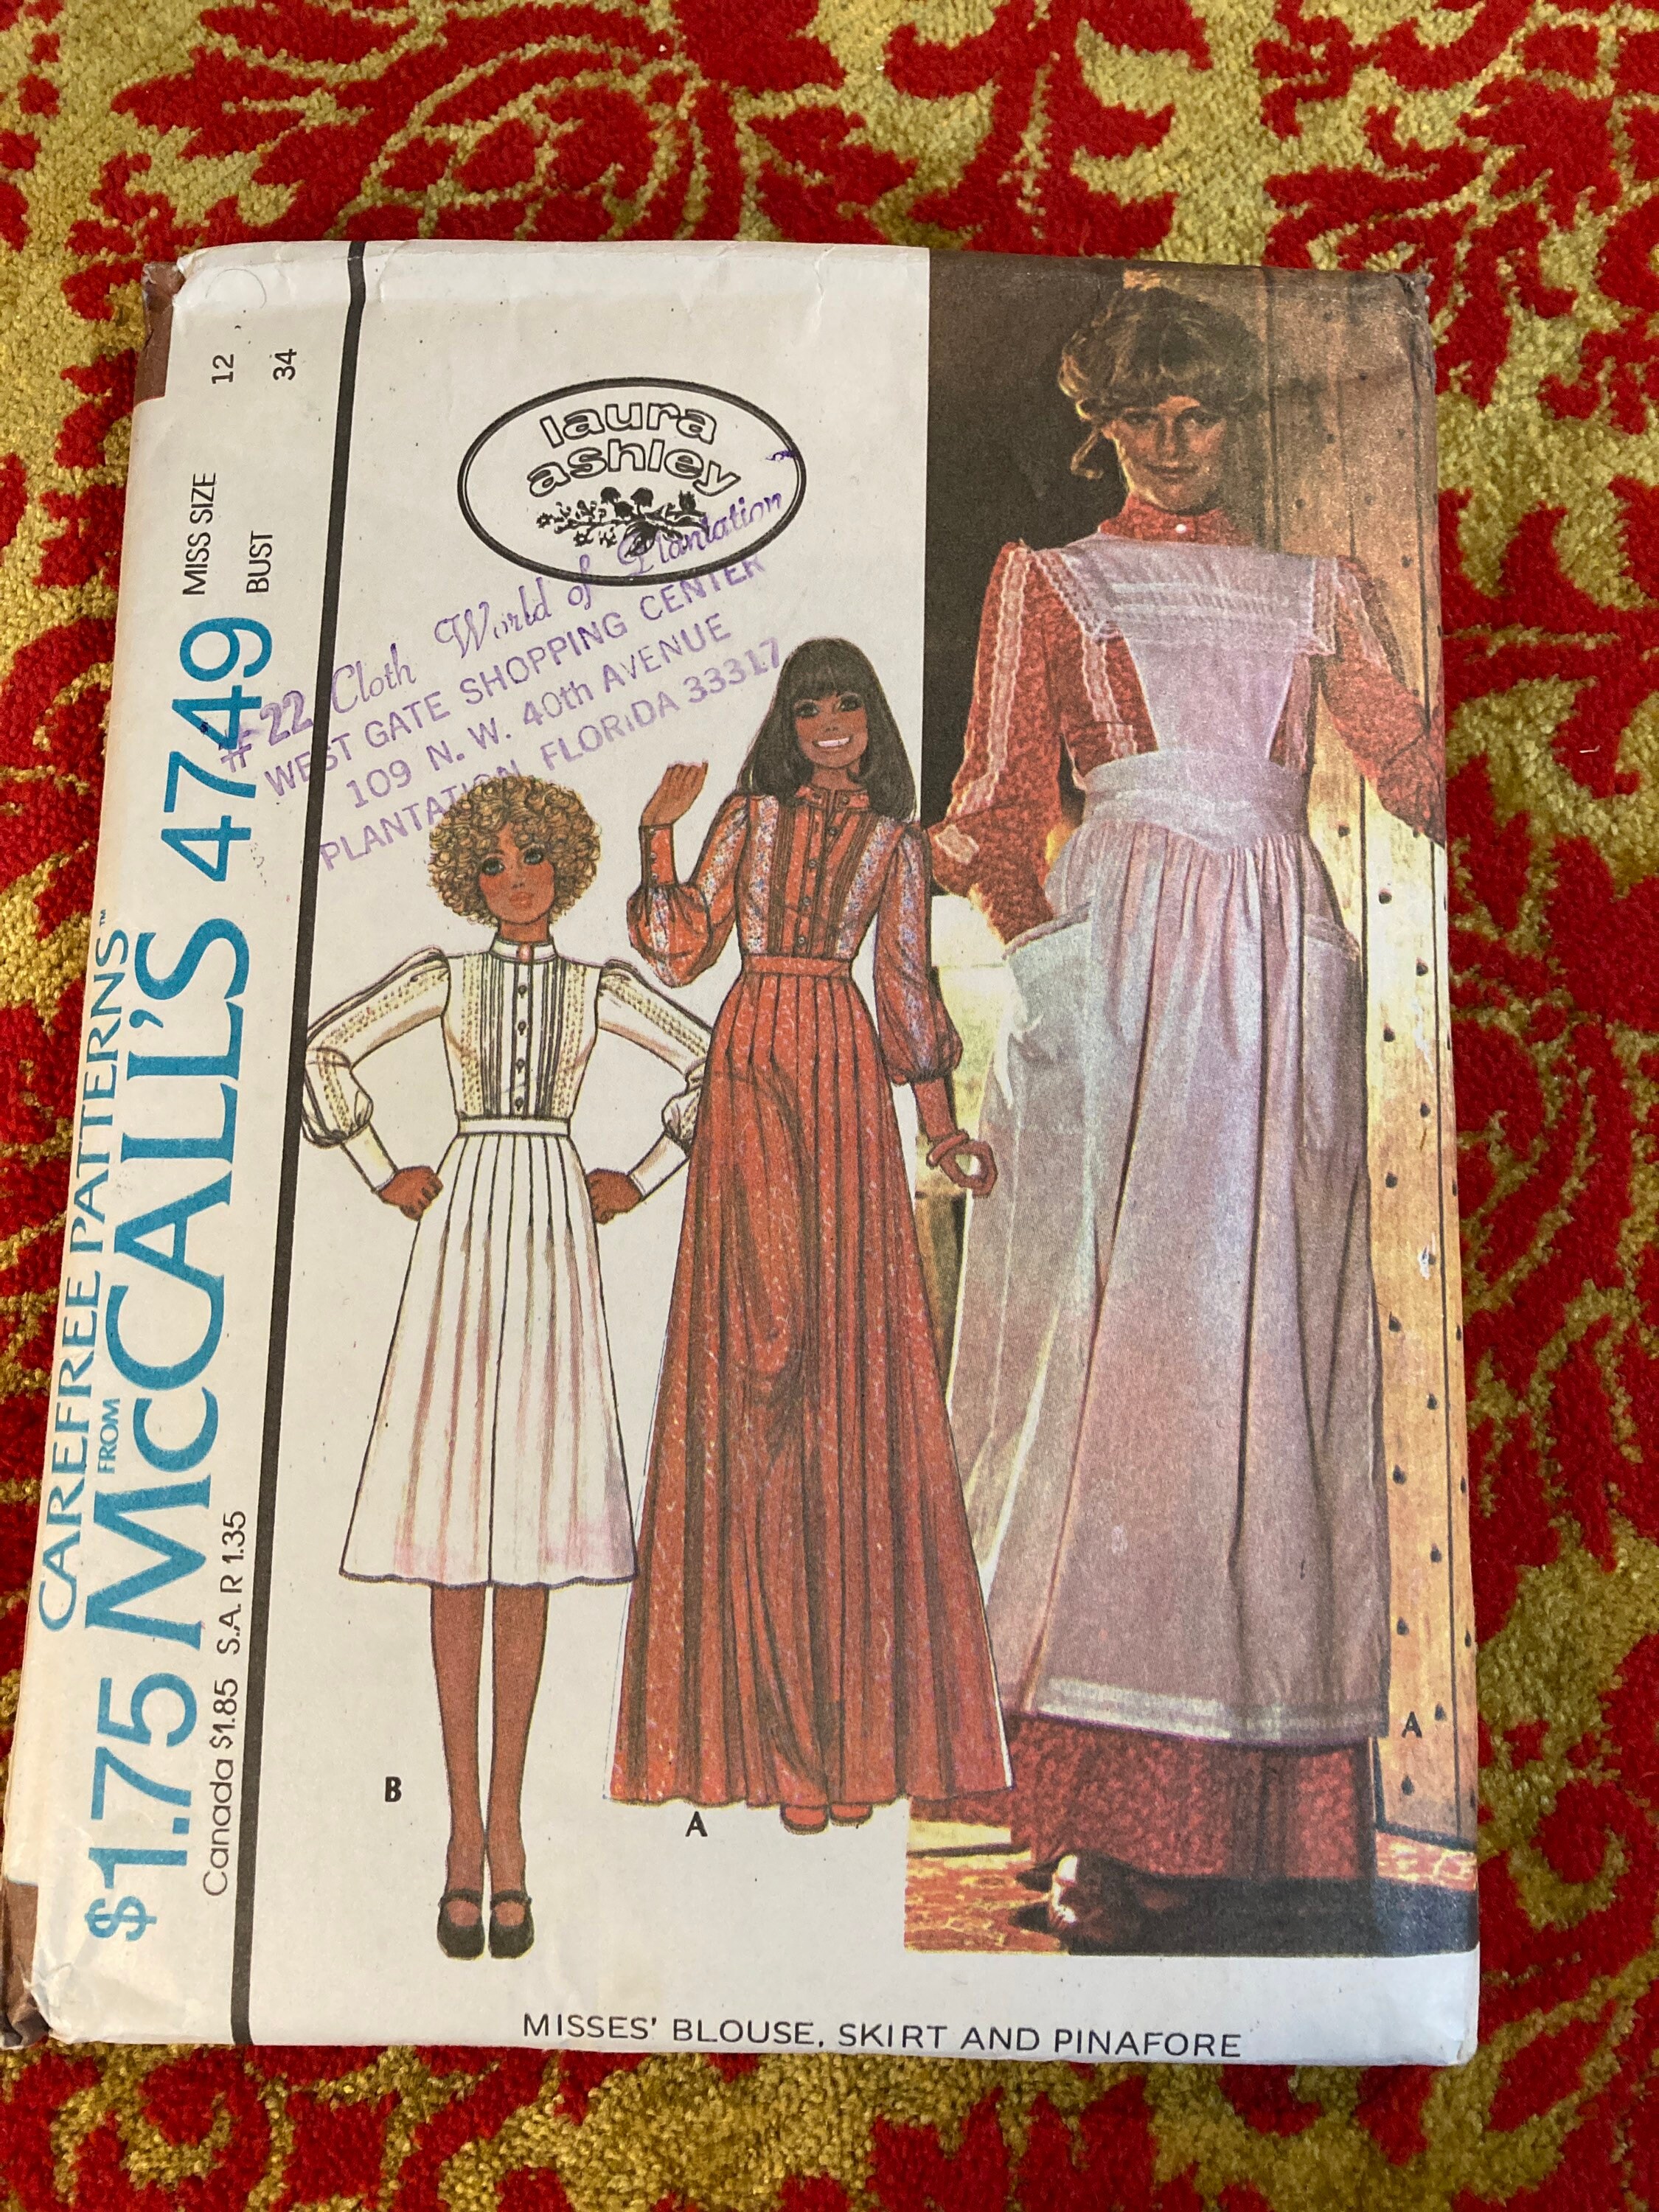 MISS SIZE 12
BUST 34
CAREFREE PATTERNS™
FROM
McCALL'S 4749
$1.75
Canada $1.85 S.A. R 1.35
laura
ashley
#22 Cloth World of Plantation
WEST GATE SHOPPING CENTER
109 N. W. 40th AVENUE
PLANTATION, FLORIDA 33317
B
A
A
MISSES' BLOUSE, SKIRT AND PINAFORE